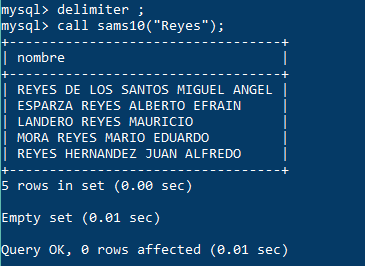 mysql> delimiter ;
mysql> call sams10("Reyes");
+----------------------------------+
| nombre                           |
+----------------------------------+
| REYES DE LOS SANTOS MIGUEL ANGEL |
| ESPARZA REYES ALBERTO EFRAIN     |
| LANDERO REYES MAURICIO           |
| MORA REYES MARIO EDUARDO         |
| REYES HERNANDEZ JUAN ALFREDO     |
+----------------------------------+
5 rows in set (0.00 sec)
Empty set (0.01 sec)
Query OK, 0 rows affected (0.01 sec)